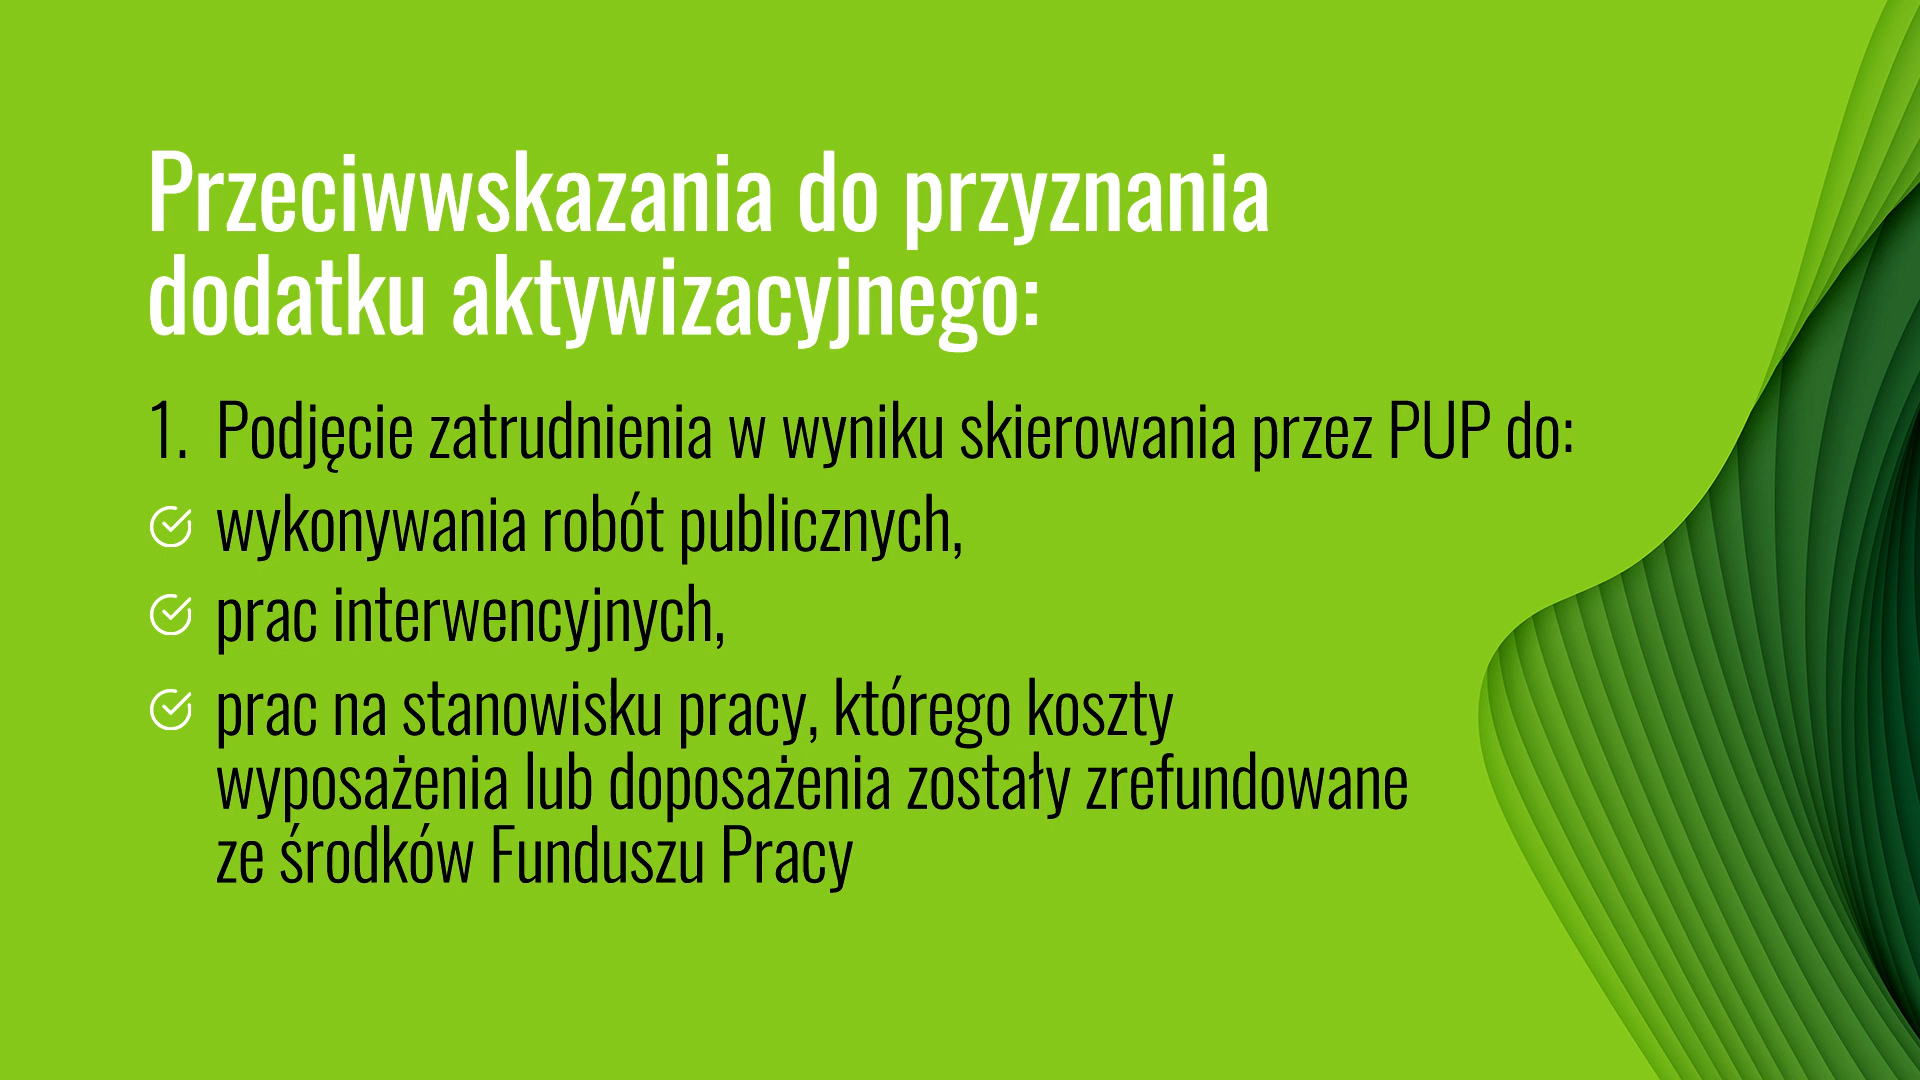 Przeciwwskazania do przyznania
dodatku aktywizacyjnego:
1. Podjęcie zatrudnienia w wyniku skierowania przez PUP do:
wykonywania robót publicznych,
prac interwencyjnych,
prac na stanowisku pracy, którego koszty
wyposażenia lub doposażenia zostały zrefundowane
ze środków Funduszu Pracy